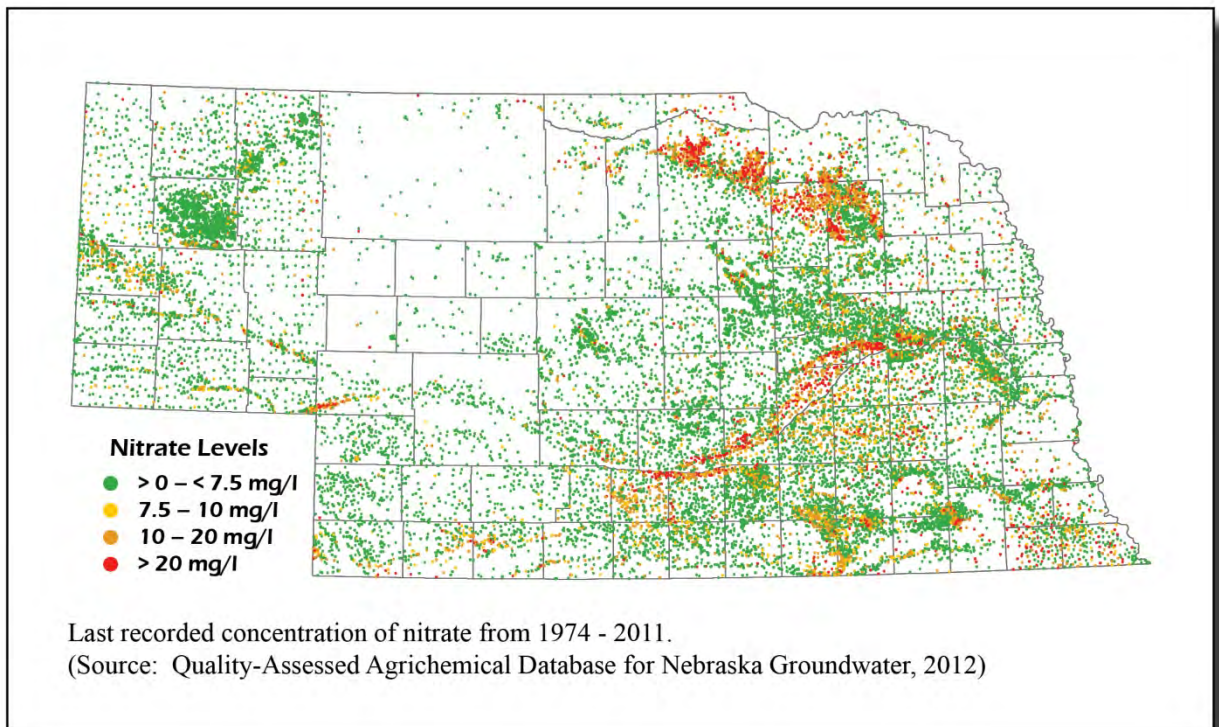 Nitrate Levels
> 0 – < 7.5 mg/l
7.5 – 10 mg/l
10 – 20 mg/l
> 20 mg/l
Last recorded concentration of nitrate from 1974 - 2011.
(Source:  Quality-Assessed Agrichemical Database for Nebraska Groundwater, 2012)